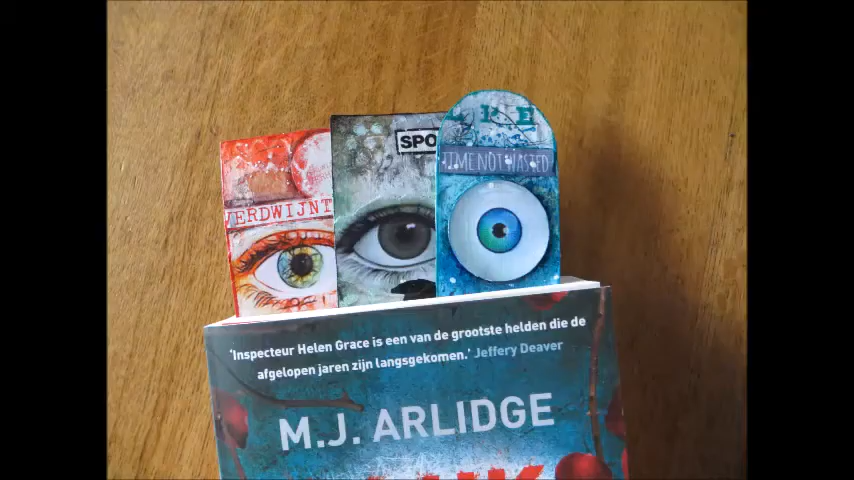 SPO
TIME NOT WASTED
VERDWIJNT
'Inspecteur Helen Grace is een van de grootste helden die de
afgelopen jaren zijn langsgekomen.' Jeffery Deaver
M.J. ARLIDGE